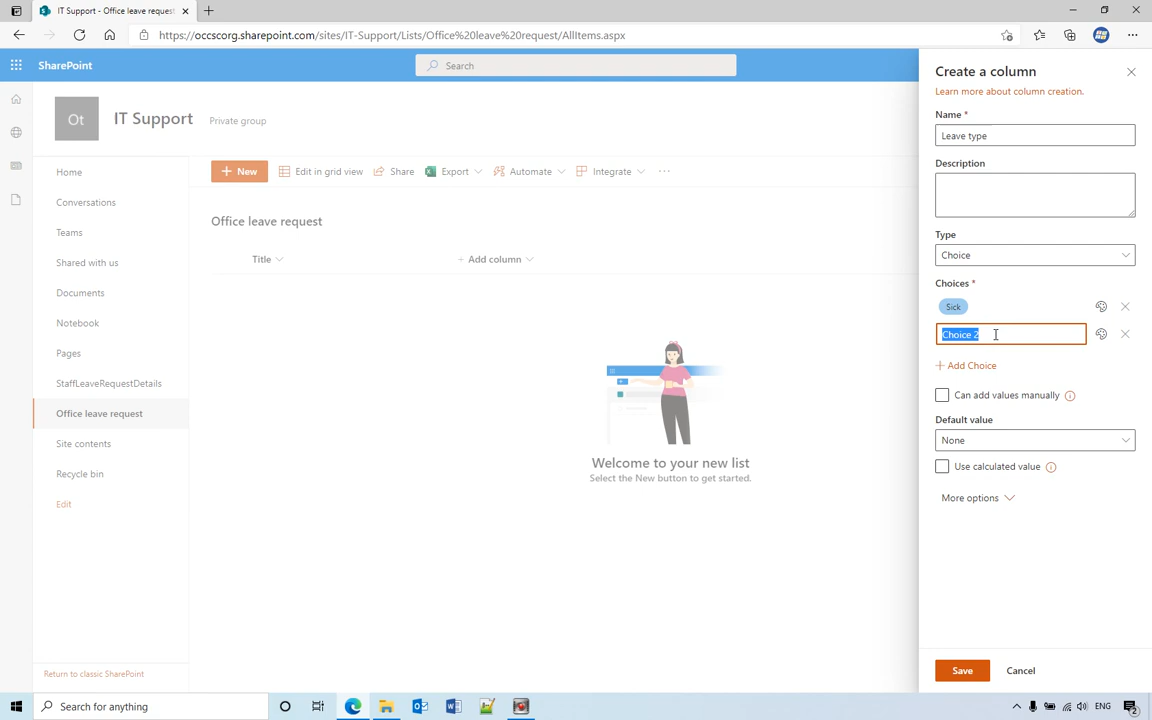 IT Support - Office leave request
https://occscorg.sharepoint.com/sites/IT-Support/Lists/Office%20leave%20request/AllItems.aspx
SharePoint
Search
Ot
IT Support
Private group
Home
Conversations
Teams
Shared with us
Documents
Notebook
Pages
StaffLeaveRequestDetails
Office leave request
Site contents
Recycle bin
Edit
Return to classic SharePoint
New
Edit in grid view
Share
Export
Automate
Integrate
Office leave request
Title
Add column
Welcome to your new list
Select the New button to get started.
Create a column
Learn more about column creation.
Name *
Leave type
Description
Type
Choice
Choices *
Sick
Choice 2
Add Choice
Can add values manually
Default value
None
Use calculated value
More options
Save
Cancel
Search for anything
ENG
2